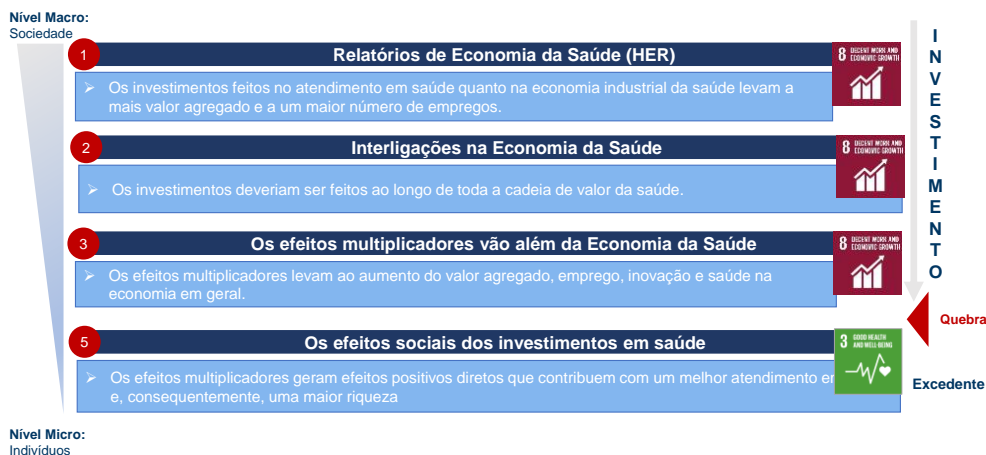 Nível Macro:
Sociedade
1
Relatórios de Economia da Saúde (HER)
8 DECENT WORK AND
ECONOMIC GROWTH
➢ Os investimentos feitos no atendimento em saúde quanto na economia industrial da saúde levam a
mais valor agregado e a um maior número de empregos.
2
Interligações na Economia da Saúde
8 DECENT WORK AND
ECONOMIC GROWTH
➢ Os investimentos deveriam ser feitos ao longo de toda a cadeia de valor da saúde.
3
Os efeitos multiplicadores vão além da Economia da Saúde
8 DECENT WORK AND
ECONOMIC GROWTH
➢ Os efeitos multiplicadores levam ao aumento do valor agregado, emprego, inovação e saúde na
economia em geral.
5
Os efeitos sociais dos investimentos em saúde
3 GOOD HEALTH
AND WELL-BEING
➢ Os efeitos multiplicadores geram efeitos positivos diretos que contribuem com um melhor atendimento
e, consequentemente, uma maior riqueza
Nível Micro:
Indivíduos
INVESTIMENTO
Quebra
Excedente